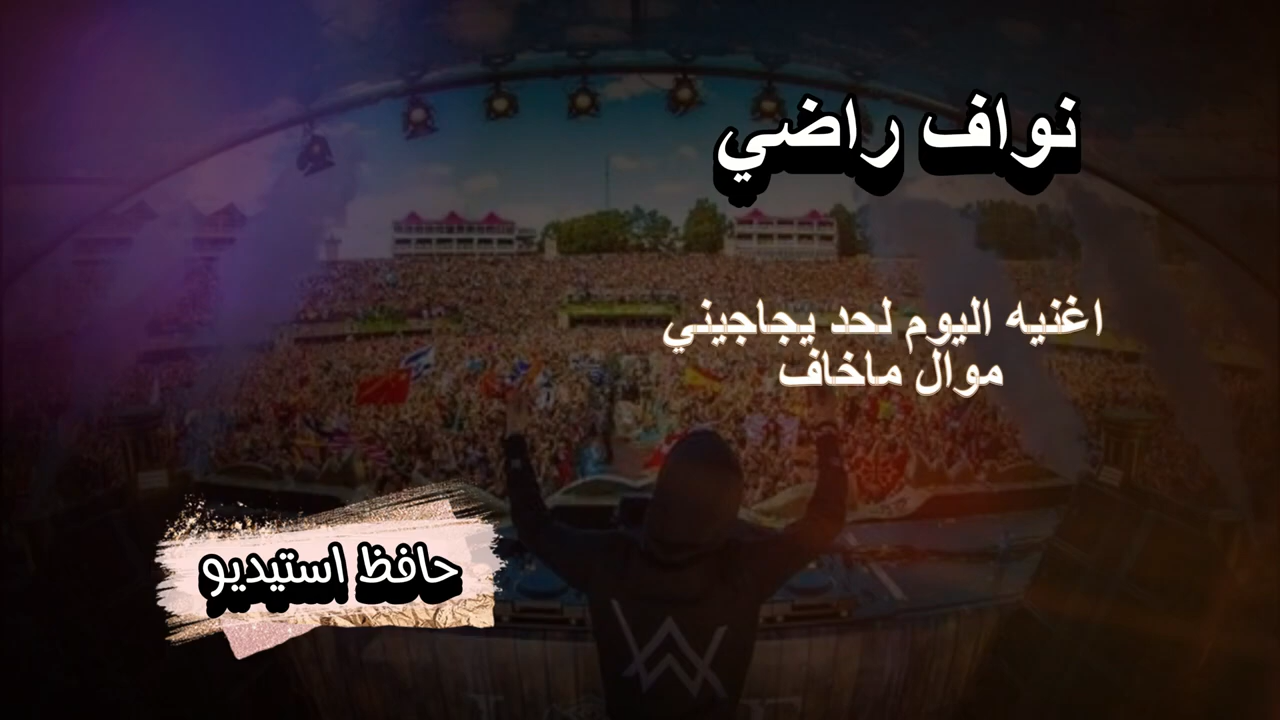 نواف راضي
اغنيه اليوم لحد يجاجيني
موال ماخاف
حافظ استيديو